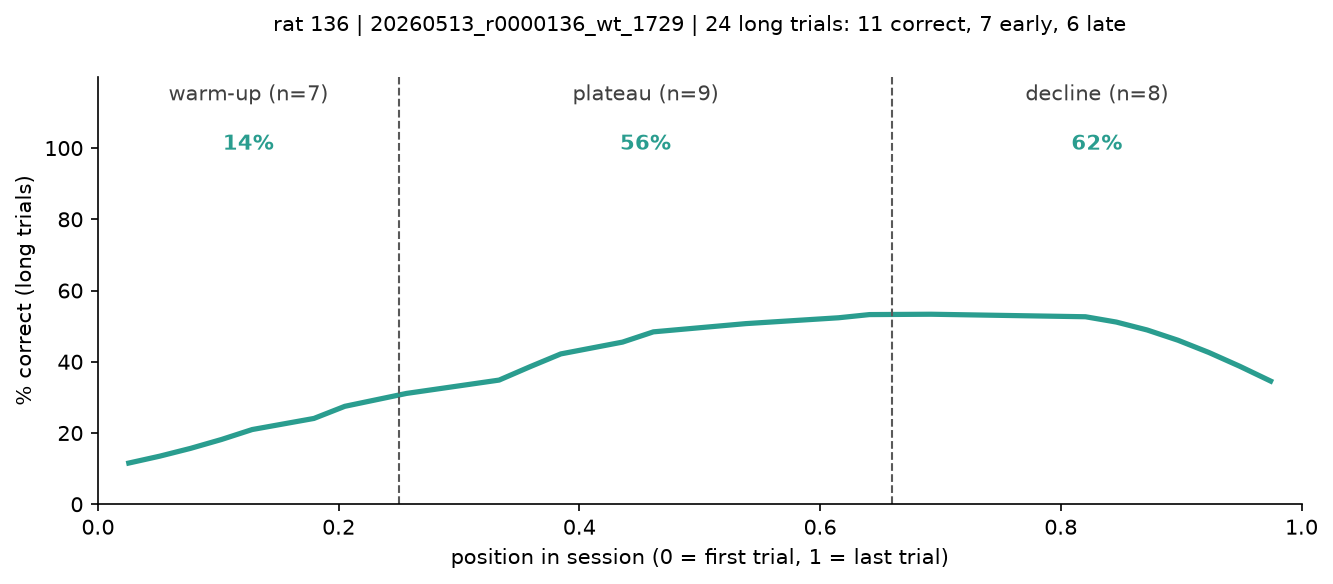 rat 136 | 20260513_r0000136_wt_1729 | 24 long trials: 11 correct, 7 early, 6 late
warm-up (n=7)
plateau (n=9)
decline (n=8)
14%
56%
62%
% correct (long trials)
100
80
60
40
20
0
0.0
0.2
0.4
0.6
0.8
1.0
position in session (0 = first trial, 1 = last trial)